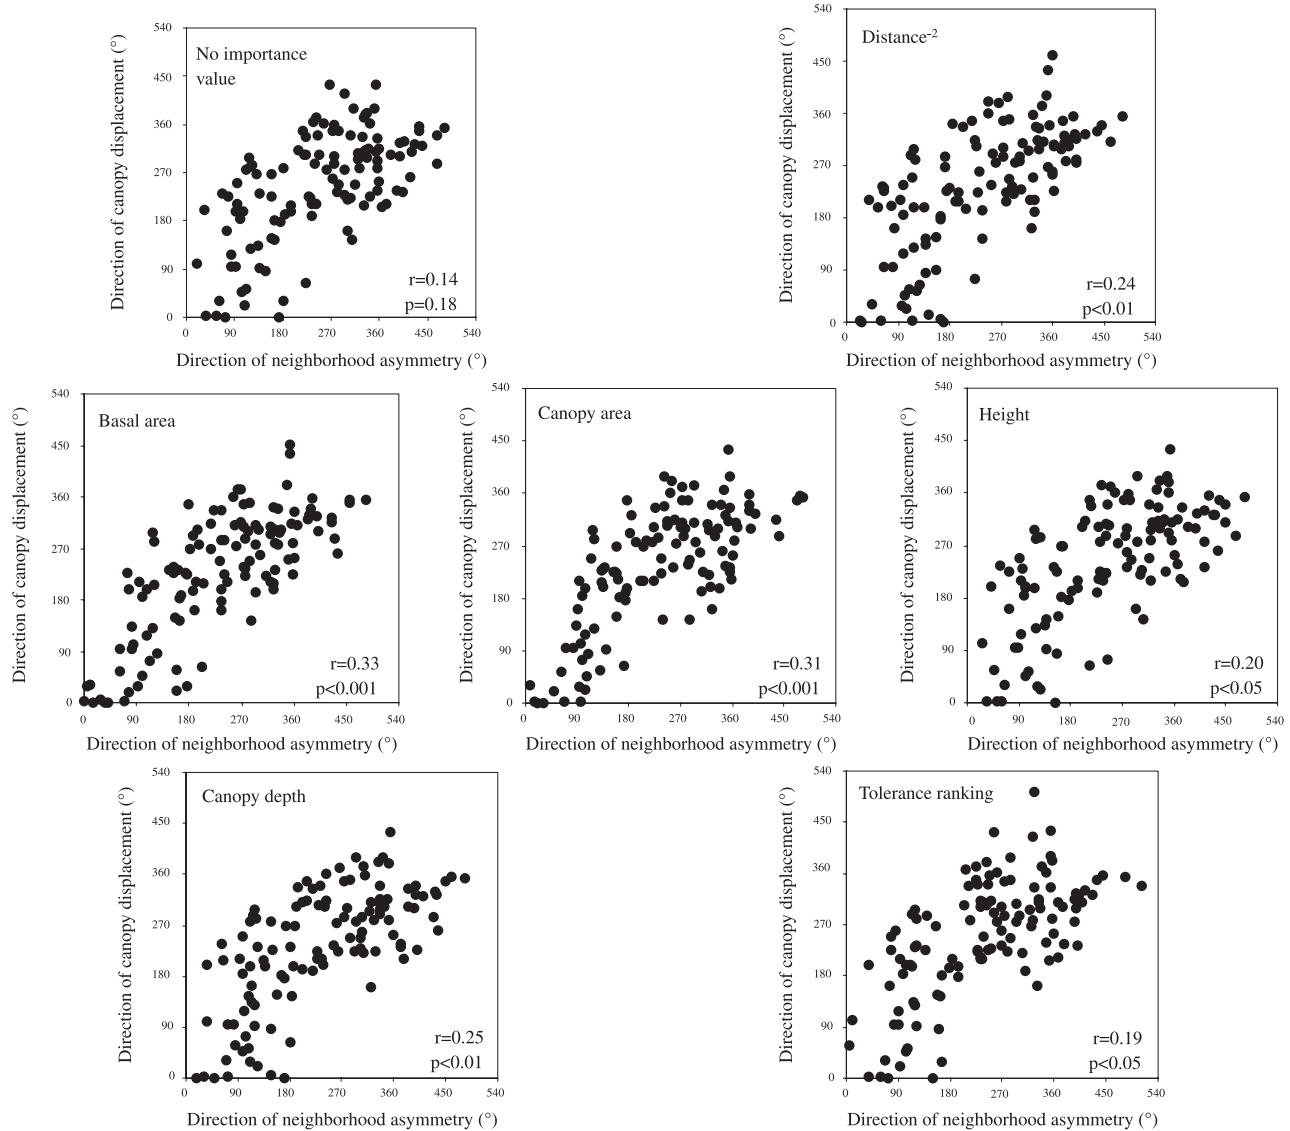 No importance
value
r=0.14
p=0.18
540
450
360
270
180
90
0
0 90 180 270 360 450 540
Direction of canopy displacement (°)
Direction of neighborhood asymmetry (°)
Distance-2
r=0.24
p<0.01
540
450
360
270
180
90
0
0 90 180 270 360 450 540
Direction of canopy displacement (°)
Direction of neighborhood asymmetry (°)
Basal area
r=0.33
p<0.001
540
450
360
270
180
90
0
0 90 180 270 360 450 540
Direction of canopy displacement (°)
Direction of neighborhood asymmetry (°)
Canopy area
r=0.31
p<0.001
540
450
360
270
180
90
0
0 90 180 270 360 450 540
Direction of canopy displacement (°)
Direction of neighborhood asymmetry (°)
Height
r=0.20
p<0.05
540
450
360
270
180
90
0
0 90 180 270 360 450 540
Direction of canopy displacement (°)
Direction of neighborhood asymmetry (°)
Canopy depth
r=0.25
p<0.01
540
450
360
270
180
90
0
0 90 180 270 360 450 540
Direction of canopy displacement (°)
Direction of neighborhood asymmetry (°)
Tolerance ranking
r=0.19
p<0.05
540
450
360
270
180
90
0
0 90 180 270 360 450 540
Direction of canopy displacement (°)
Direction of neighborhood asymmetry (°)